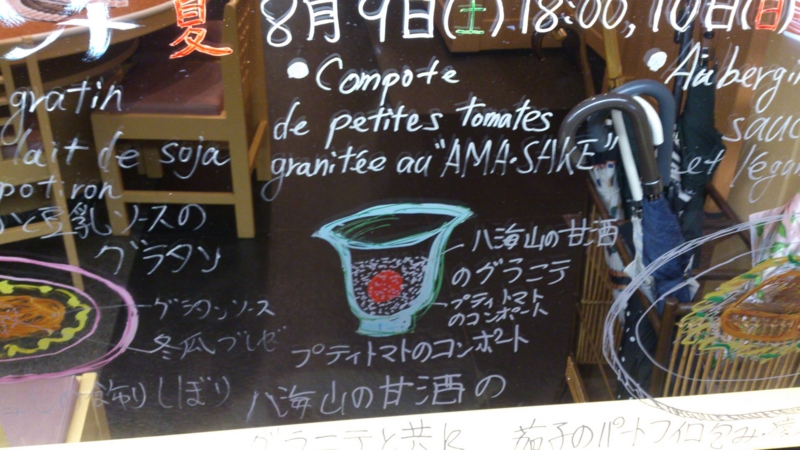 夏 8月9日(土)18:00,10日(日)
gratin
lait de soja
potiron
豆乳ソースの
グラタン
グラタンソース
冬瓜ブレゼ
飾りしぼり
• Compote
de petites tomates
granitée au "AMA・SAKE"
八海山の甘酒
のグラニテ
プティトマト
のコンポート
プティトマトのコンポート
八海山の甘酒の
グラニテと共に
• Aubergi
sauc
et légu
茄子のパートフィロ包み・